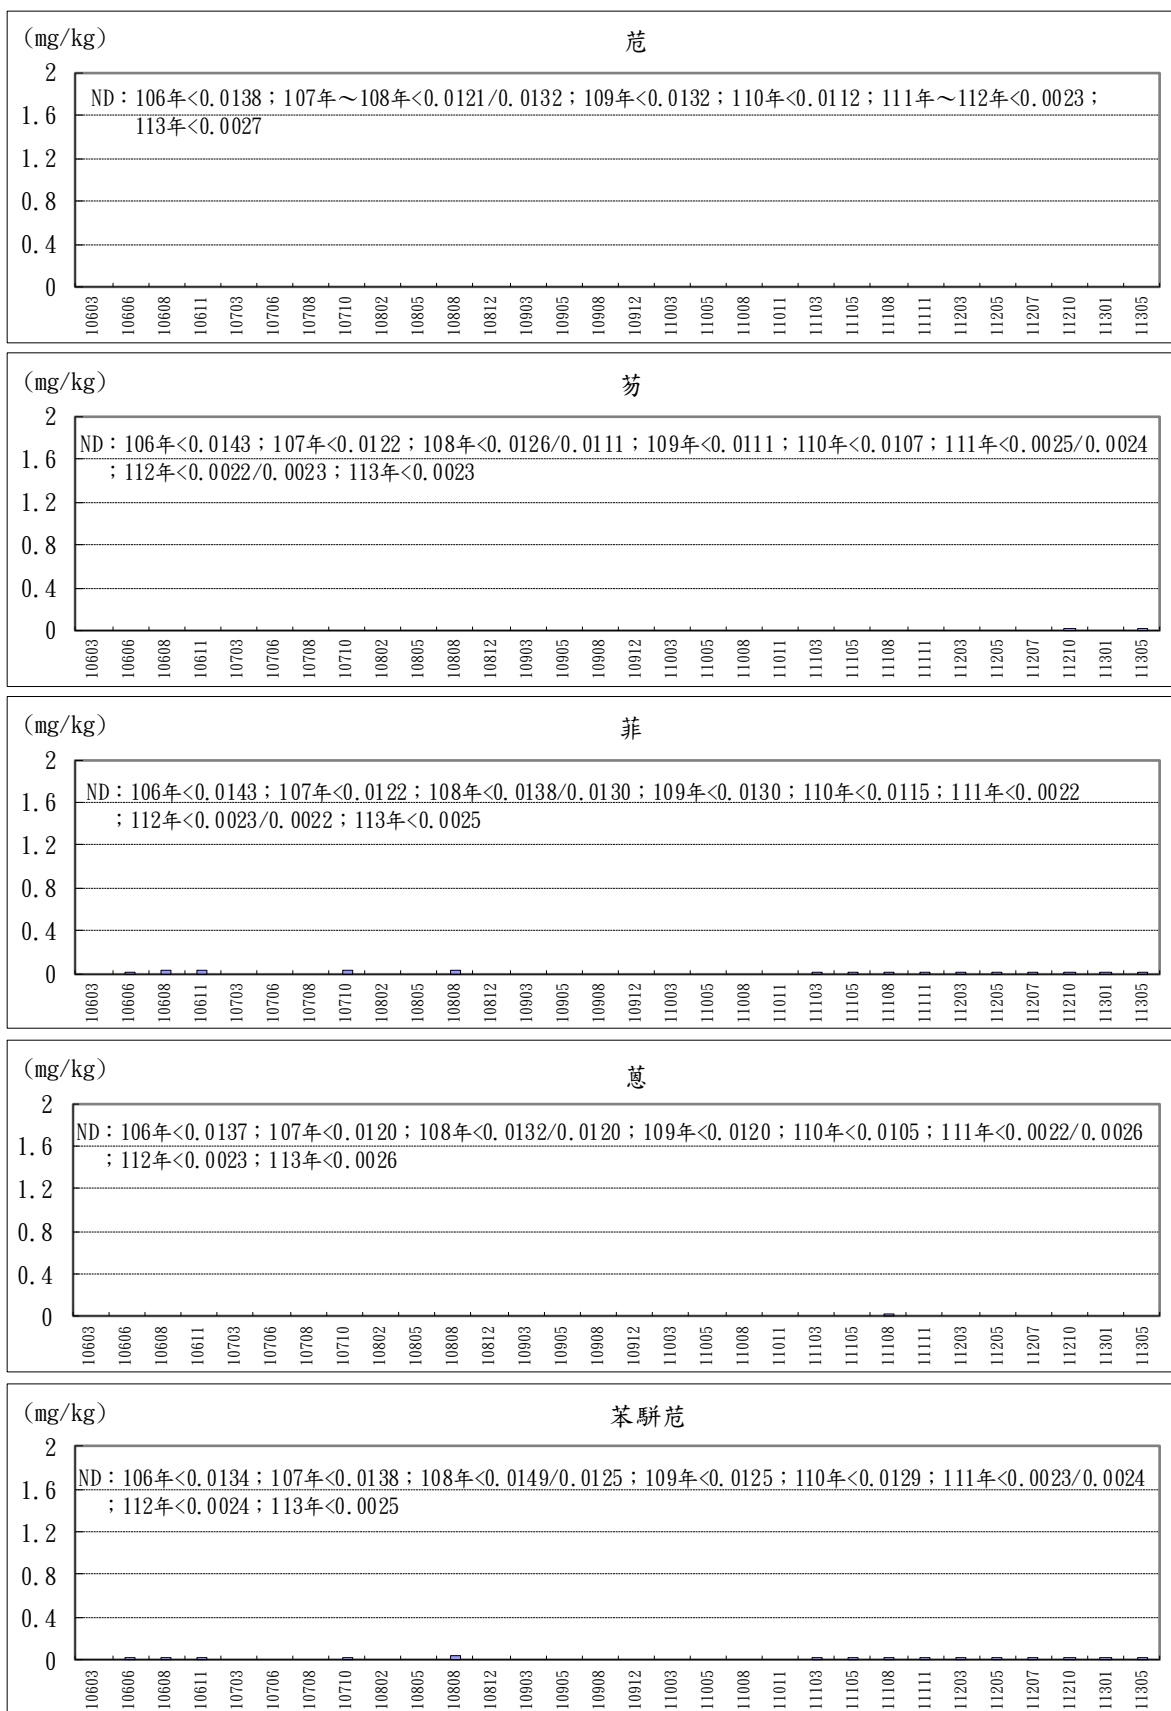 (mg/kg)
苊
2
ND：106年<0.0138；107年～108年<0.0121/0.0132；109年<0.0132；110年<0.0112；111年～112年<0.0023；
113年<0.0027
1.6
1.2
0.8
0.4
0
10603 10606 10608 10611 10703 10706 10708 10710 10802 10805 10808 10812 10903 10905 10908 10912 11003 11005 11008 11011 11103 11105 11108 11111 11203 11205 11207 11210 11301 11305
(mg/kg)
芴
2
ND：106年<0.0143；107年<0.0122；108年<0.0126/0.0111；109年<0.0111；110年<0.0107；111年<0.0025/0.0024
1.6
；112年<0.0022/0.0023；113年<0.0023
1.2
0.8
0.4
0
10603 10606 10608 10611 10703 10706 10708 10710 10802 10805 10808 10812 10903 10905 10908 10912 11003 11005 11008 11011 11103 11105 11108 11111 11203 11205 11207 11210 11301 11305
(mg/kg)
菲
2
ND：106年<0.0143；107年<0.0122；108年<0.0138/0.0130；109年<0.0130；110年<0.0115；111年<0.0022
1.6
；112年<0.0023/0.0022；113年<0.0025
1.2
0.8
0.4
0
10603 10606 10608 10611 10703 10706 10708 10710 10802 10805 10808 10812 10903 10905 10908 10912 11003 11005 11008 11011 11103 11105 11108 11111 11203 11205 11207 11210 11301 11305
(mg/kg)
蒽
2
ND：106年<0.0137；107年<0.0120；108年<0.0132/0.0120；109年<0.0120；110年<0.0105；111年<0.0022/0.0026
1.6
；112年<0.0023；113年<0.0026
1.2
0.8
0.4
0
10603 10606 10608 10611 10703 10706 10708 10710 10802 10805 10808 10812 10903 10905 10908 10912 11003 11005 11008 11011 11103 11105 11108 11111 11203 11205 11207 11210 11301 11305
(mg/kg)
苯駢苊
2
ND：106年<0.0134；107年<0.0138；108年<0.0149/0.0125；109年<0.0125；110年<0.0129；111年<0.0023/0.0024
1.6
；112年<0.0024；113年<0.0025
1.2
0.8
0.4
0
10603 10606 10608 10611 10703 10706 10708 10710 10802 10805 10808 10812 10903 10905 10908 10912 11003 11005 11008 11011 11103 11105 11108 11111 11203 11205 11207 11210 11301 11305